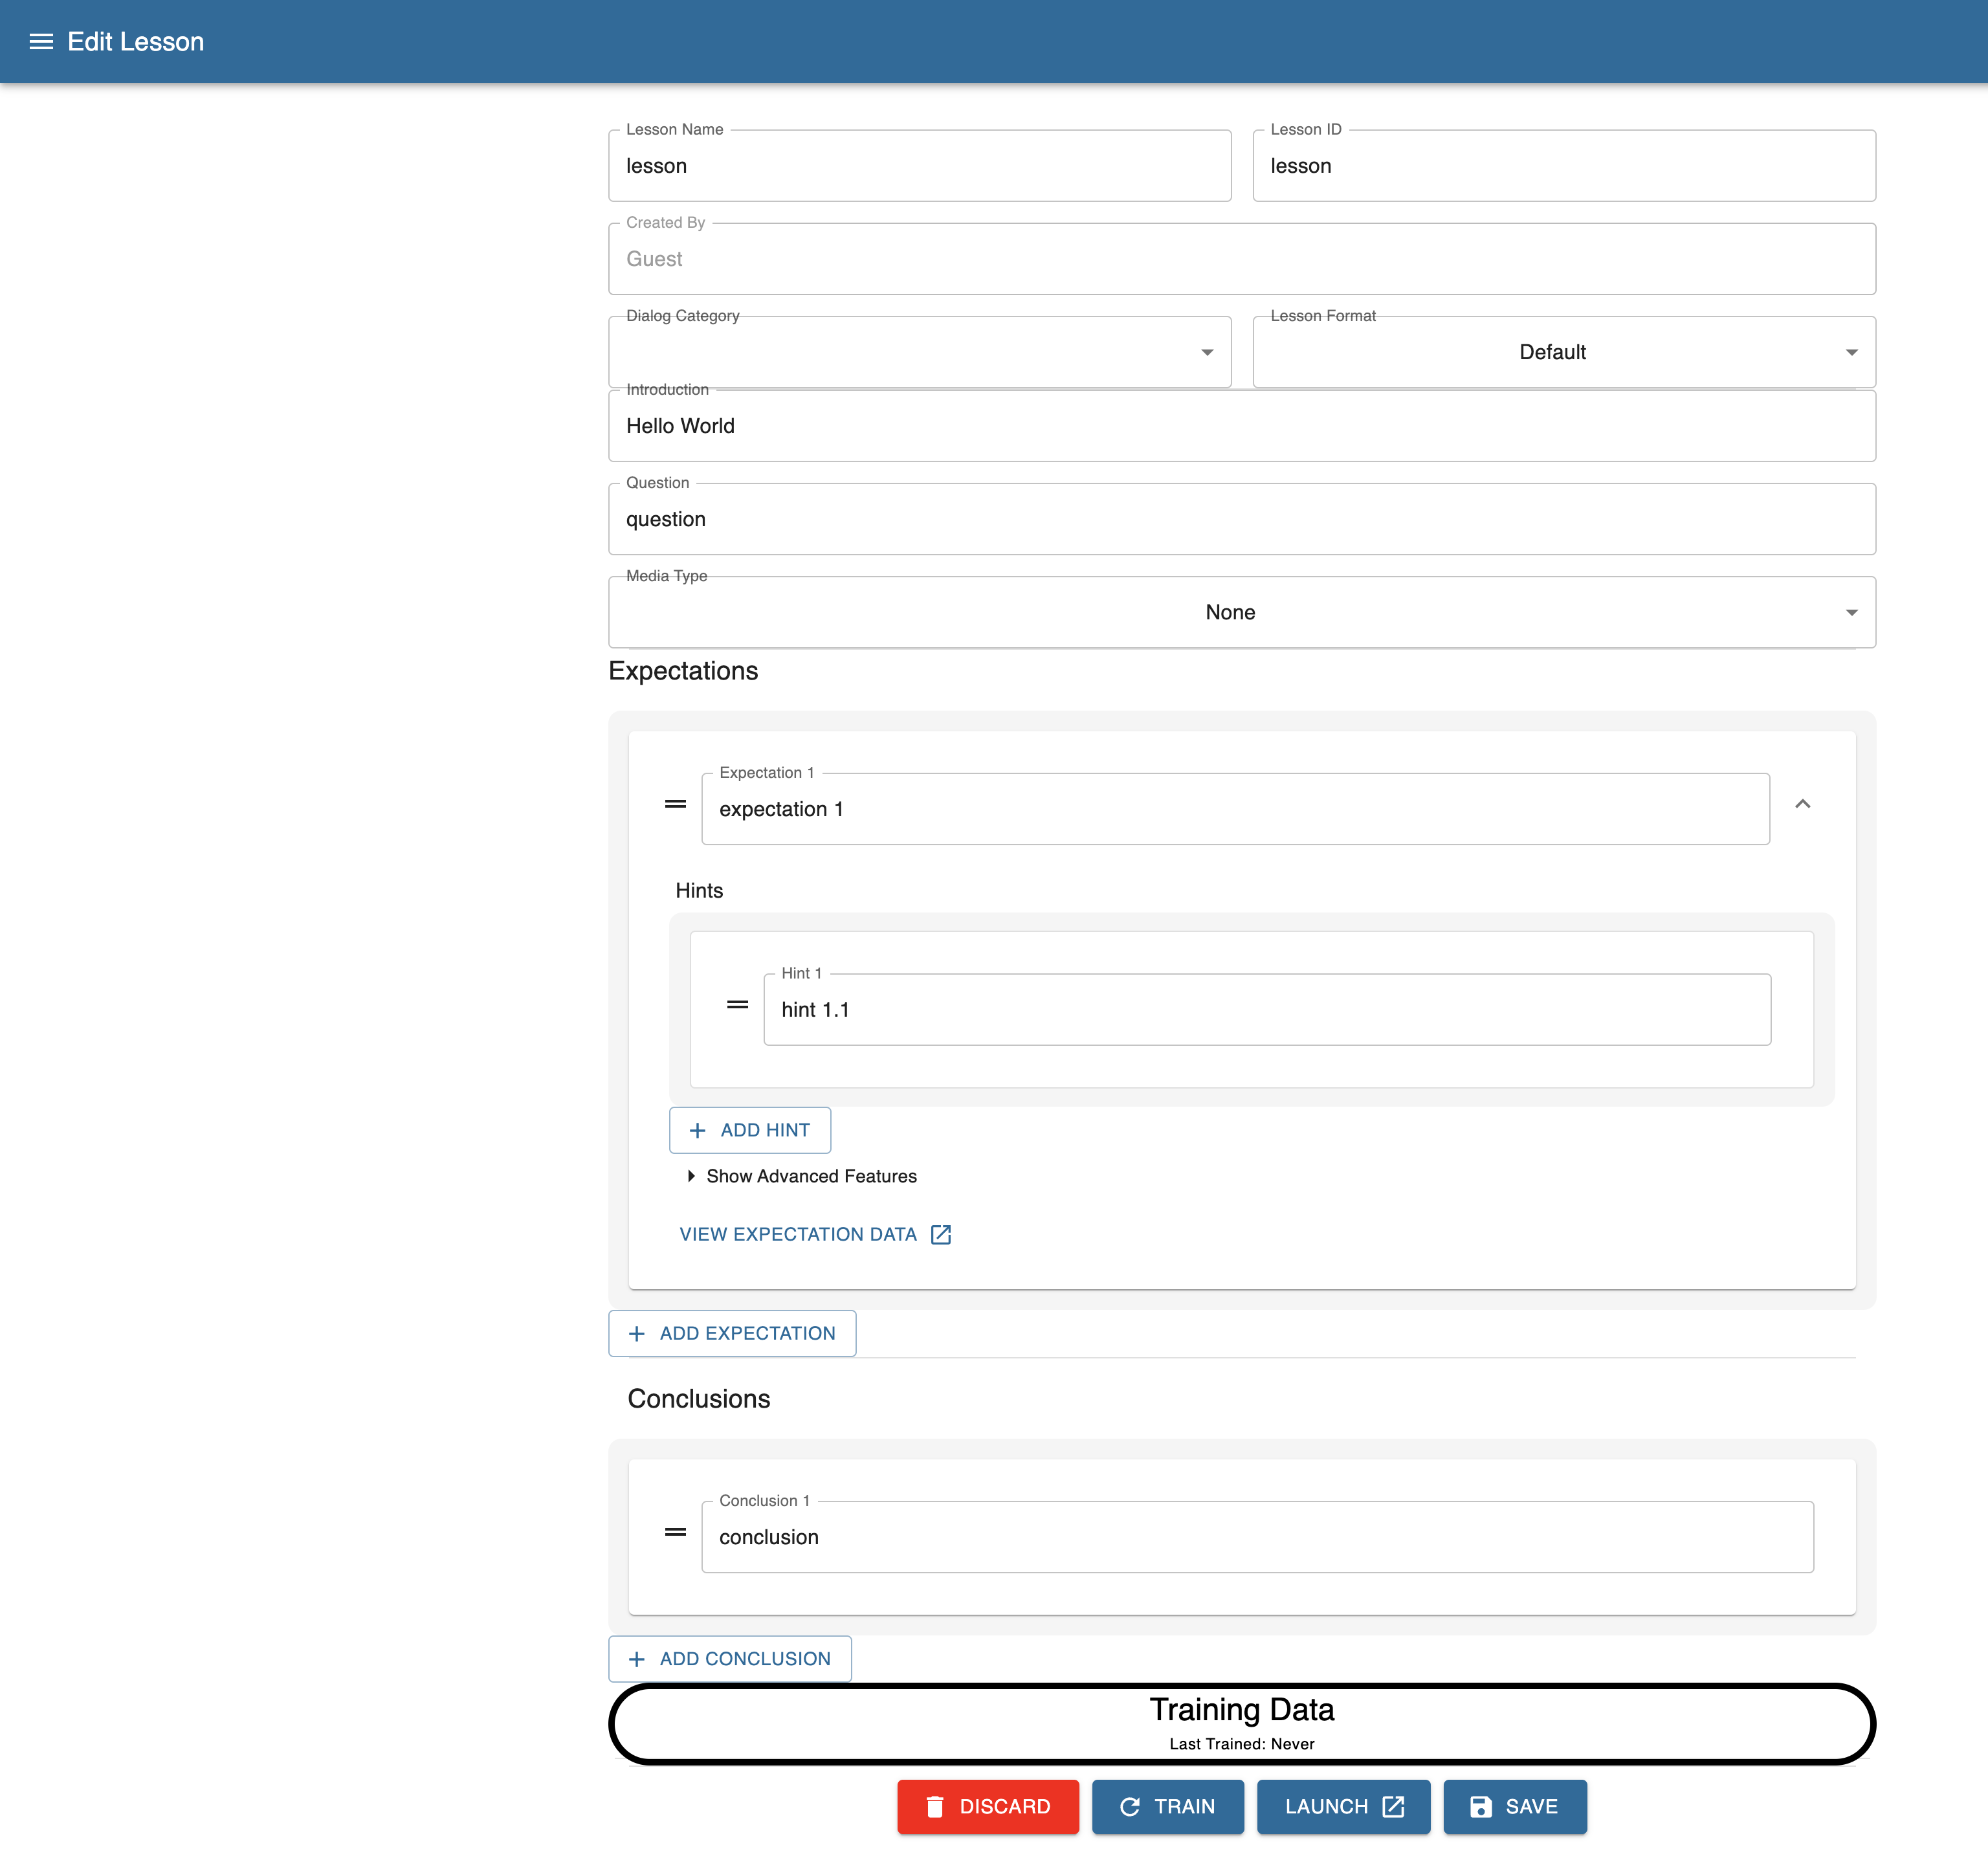 Edit Lesson
Lesson Name Lesson ID
lesson lesson
Created By
Guest
Dialog Category Lesson Format
Default
Introduction
Hello World
Question
question
Media Type
None
Expectations
Expectation 1
expectation 1
Hints
Hint 1
hint 1.1
ADD HINT
Show Advanced Features
VIEW EXPECTATION DATA
ADD EXPECTATION
Conclusions
Conclusion 1
conclusion
ADD CONCLUSION
Training Data
Last Trained: Never
DISCARD TRAIN LAUNCH SAVE